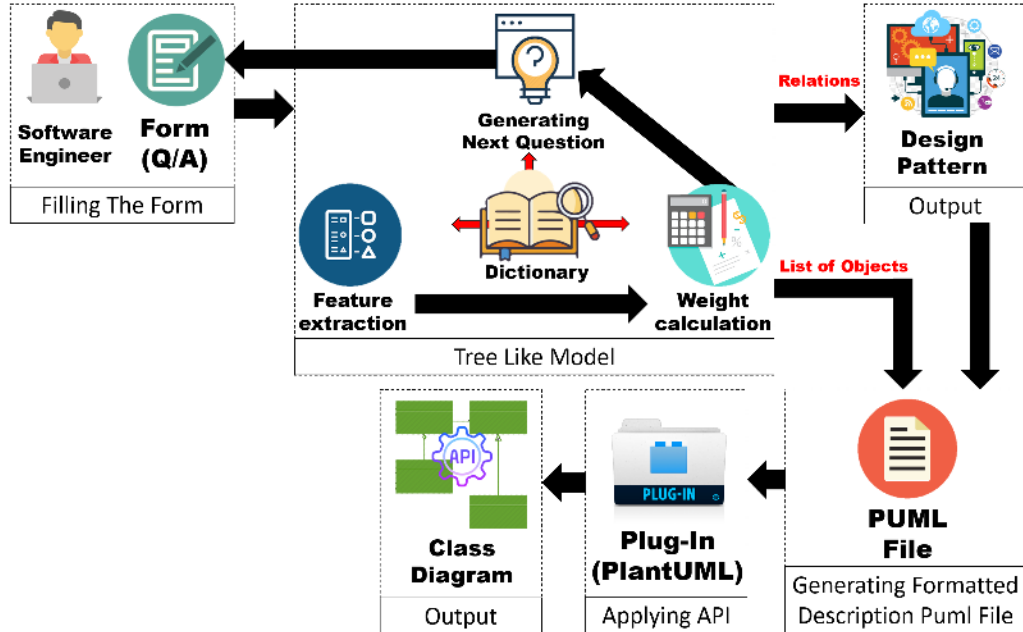 Software
Engineer
Form
(Q/A)
Filling The Form
Generating
Next Question
Dictionary
Feature
extraction
Weight
calculation
Tree Like Model
Relations
Design
Pattern
Output
List of Objects
PUML
File
Generating Formatted
Description Puml File
PLUG-IN
Plug-In
(PlantUML)
Applying API
API
Class
Diagram
Output